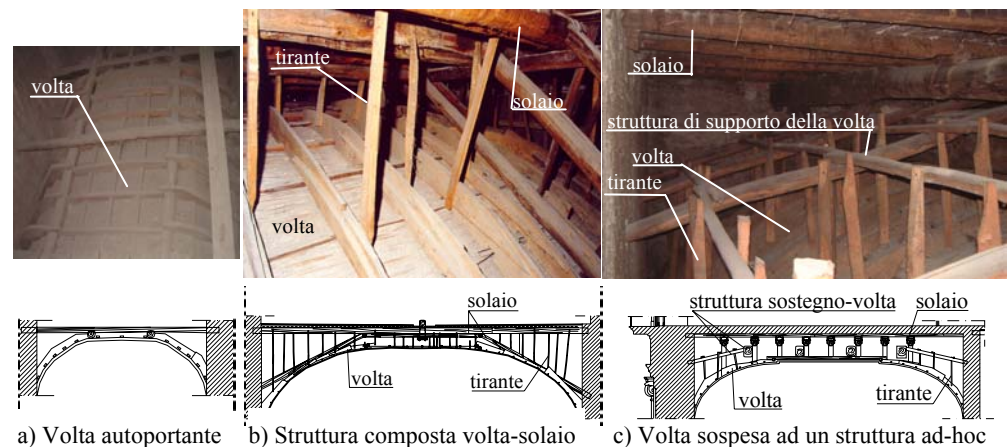 volta
tirante
solaio
volta
solaio
struttura di supporto della volta
volta
tirante
solaio
volta
tirante
struttura sostegno-volta
solaio
volta
tirante
a) Volta autoportante
b) Struttura composta volta-solaio
c) Volta sospesa ad un struttura ad-hoc